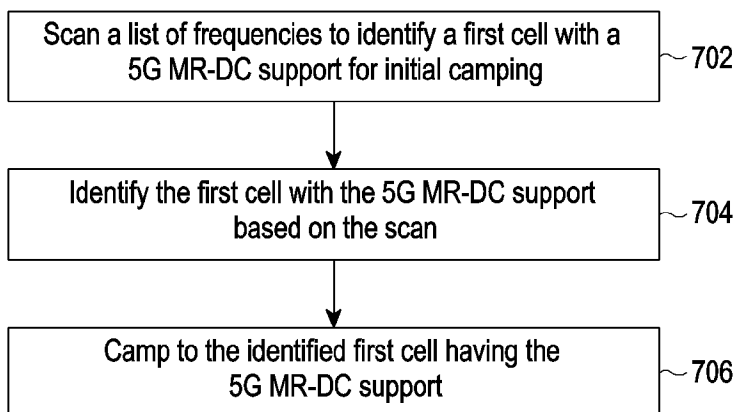 Scan a list of frequencies to identify a first cell with a
5G MR-DC support for initial camping
702
Identify the first cell with the 5G MR-DC support
based on the scan
704
Camp to the identified first cell having the
5G MR-DC support
706